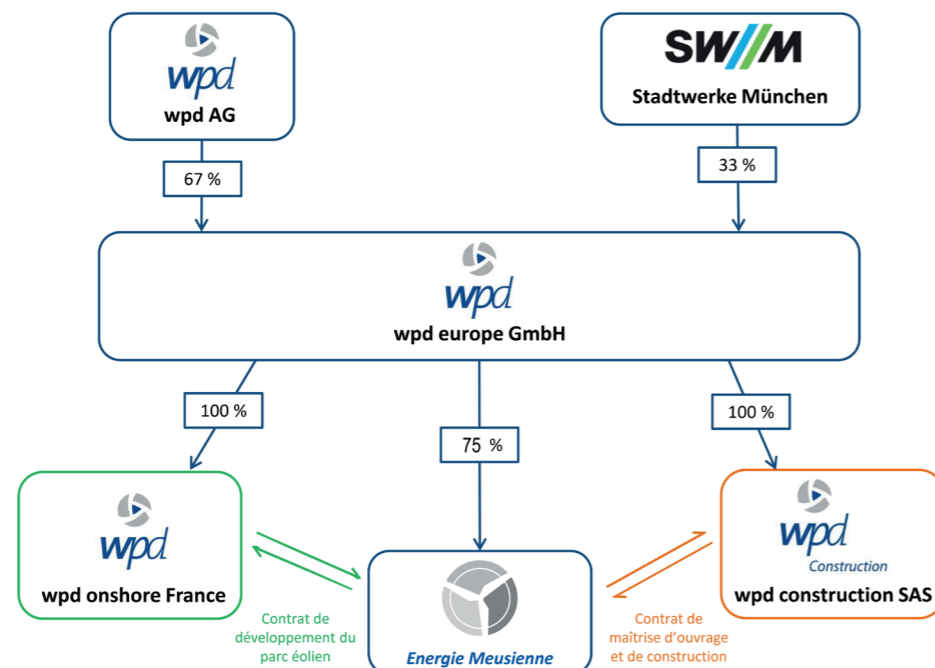 wpd
wpd AG
SW//M
Stadtwerke München
67 %
33 %
wpd
wpd europe GmbH
100 %
75 %
100 %
wpd
wpd onshore France
Contrat de
développement du
parc éolien
Energie Meusienne
Contrat de
maîtrise d'ouvrage
et de construction
wpd
Construction
wpd construction SAS